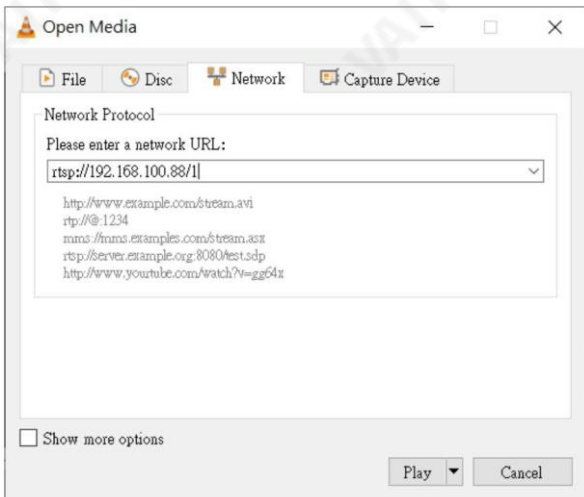 Open Media
File Disc Network Capture Device
Network Protocol
Please enter a network URL:
rtsp://192.168.100.88/1
http://www.example.com/stream.avi
rtp://@:1234
mms://mms.examples.com/stream.asx
rtsp://server.example.org:8080/test.sdp
http://www.yourtube.com/watch?v=gg64x
Show more options
Play Cancel